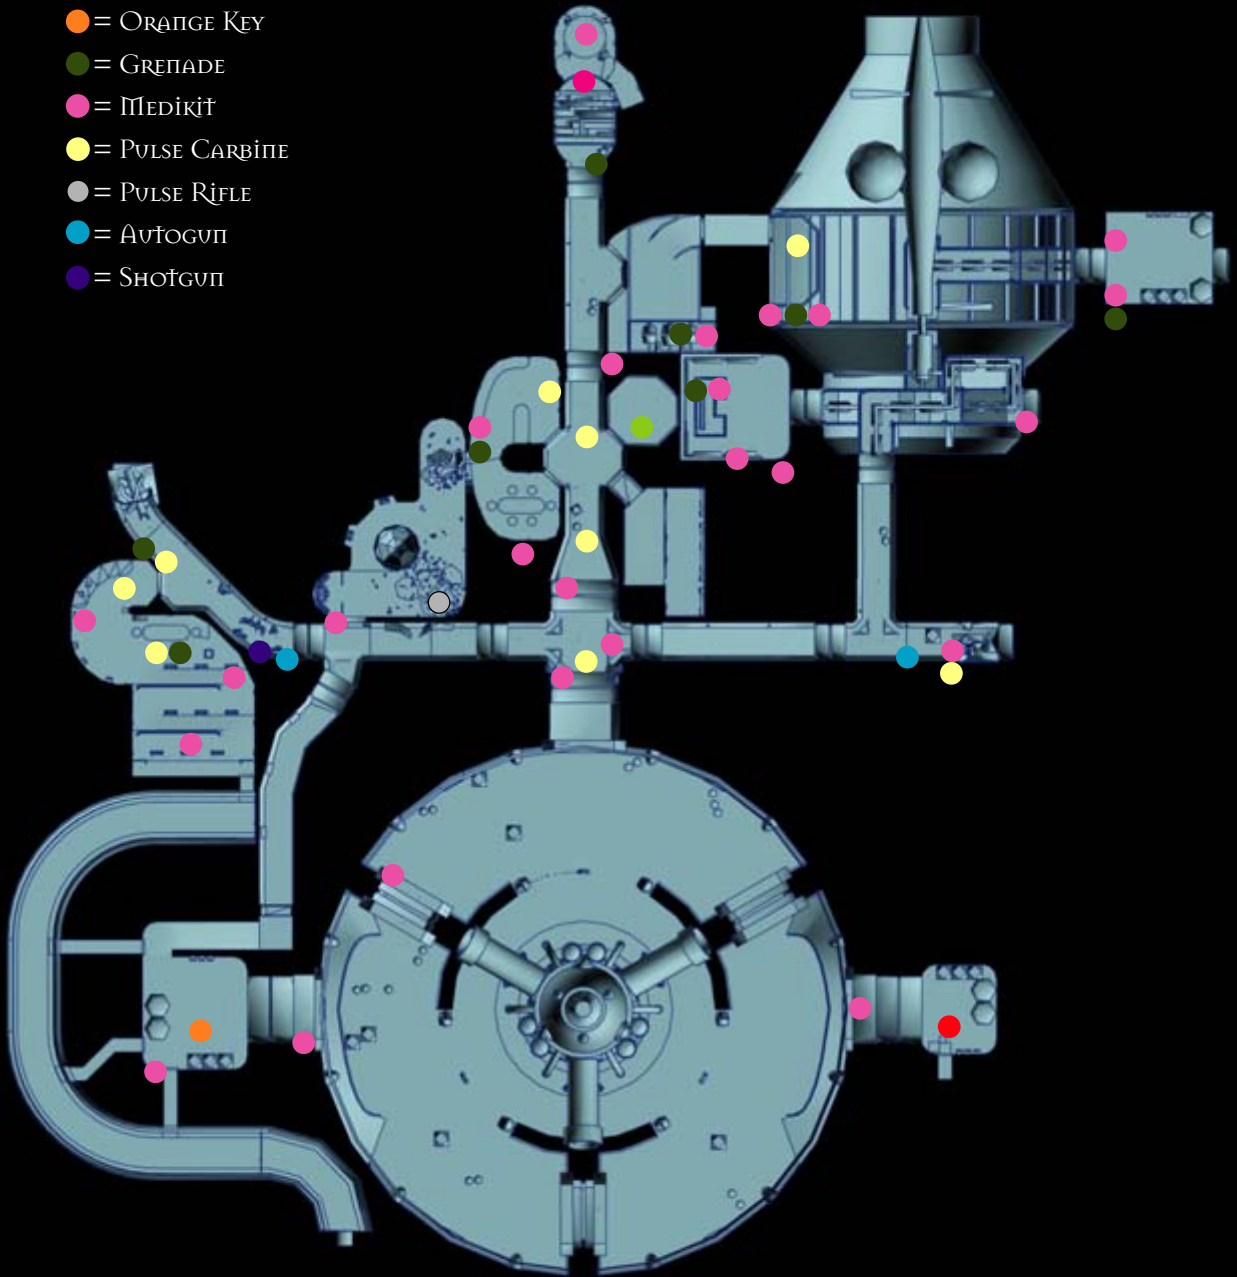 = Orange Key
= Grenade
= Medikit
= Pulse Carbine
= Pulse Rifle
= Autogun
= Shotgun